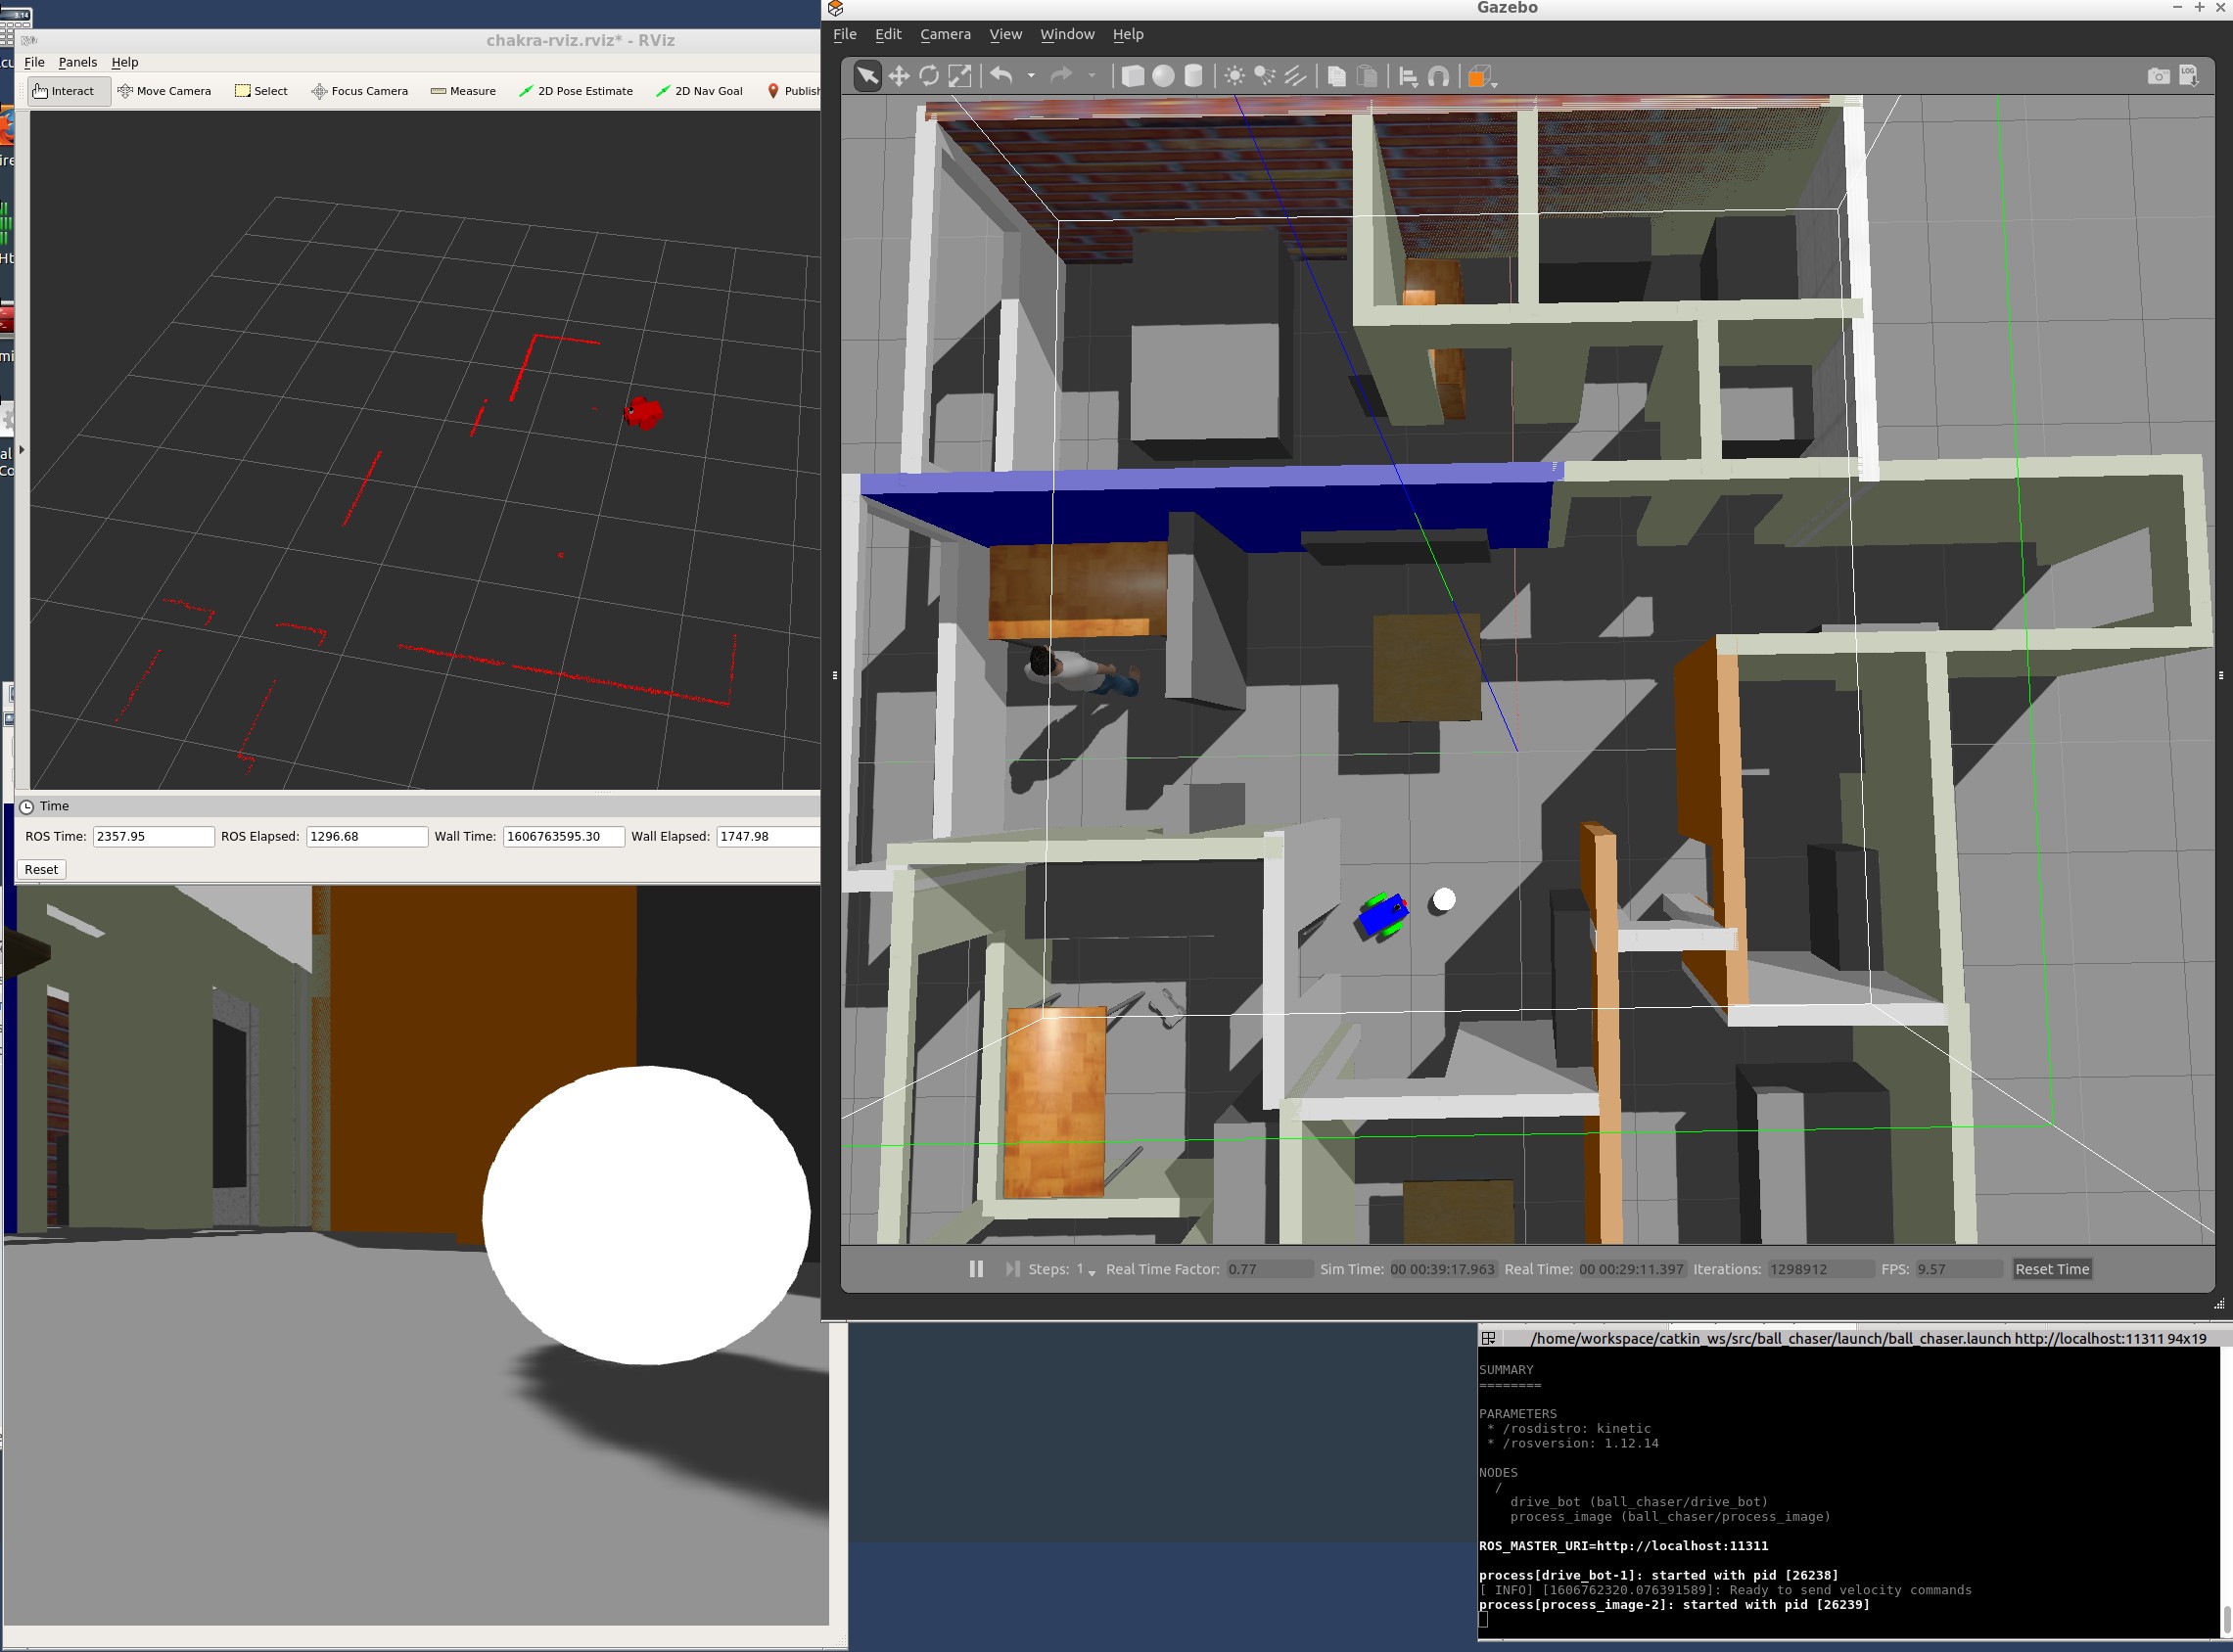 chakra-rviz.rviz* - RViz
File Panels Help
Interact Move Camera Select Focus Camera Measure 2D Pose Estimate 2D Nav Goal Publish
Time
ROS Time: 2357.95 ROS Elapsed: 1296.68 Wall Time: 1606763595.30 Wall Elapsed: 1747.98
Reset
Gazebo
File Edit Camera View Window Help
LOG
Steps: 1 Real Time Factor: 0.77 Sim Time: 00 00:39:17.963 Real Time: 00 00:29:11.397 Iterations: 1298912 FPS: 9.57 Reset Time
/home/workspace/catkin_ws/src/ball_chaser/launch/ball_chaser.launch http://localhost:11311 94x19
SUMMARY
========
PARAMETERS
* /rosdistro: kinetic
* /rosversion: 1.12.14
NODES
/
drive_bot (ball_chaser/drive_bot)
process_image (ball_chaser/process_image)
ROS_MASTER_URI=http://localhost:11311
process[drive_bot-1]: started with pid [26238]
[ INFO] [1606762320.076391589]: Ready to send velocity commands
process[process_image-2]: started with pid [26239]